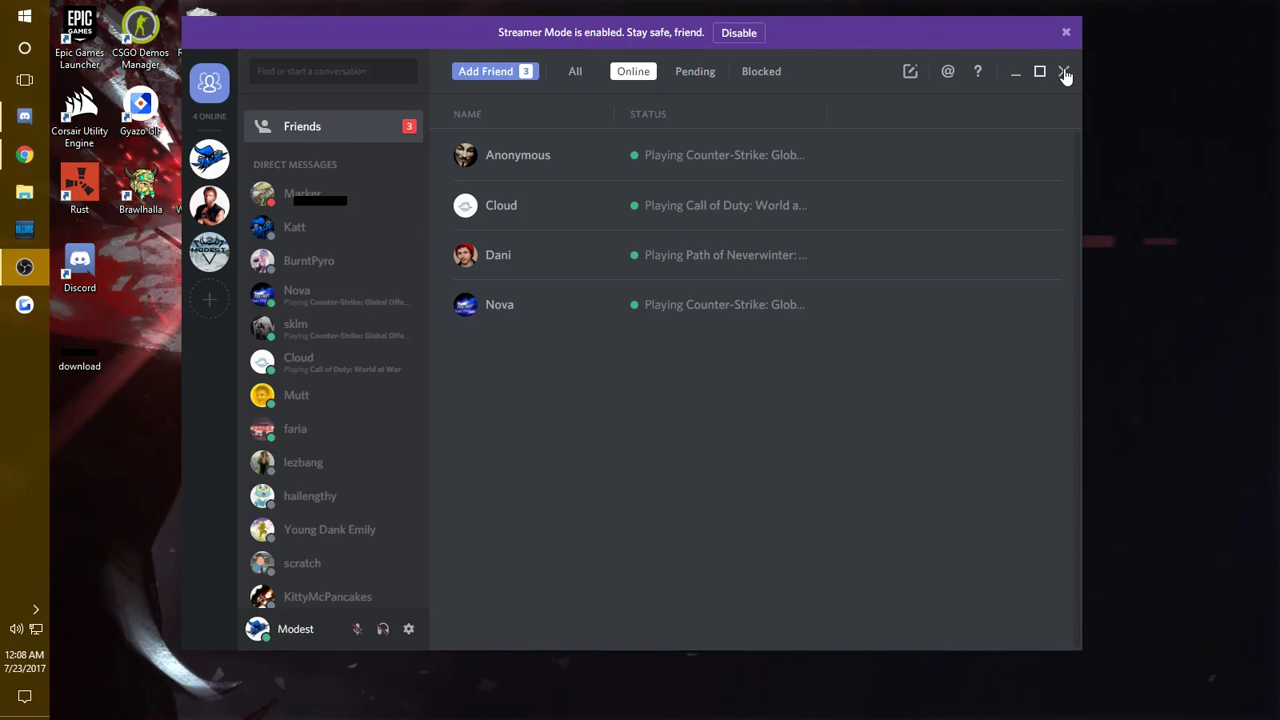 Epic Games
Launcher
CSGO Demos
Manager
Corsair Utility
Engine
Gyazo GIF
Rust
Brawlhalla
Discord
download
12:08 AM
7/23/2017
Streamer Mode is enabled. Stay safe, friend.
Disable
4 ONLINE
Find or start a conversation
Friends
3
DIRECT MESSAGES
Marker
Katt
BurntPyro
Nova
Playing Counter-Strike: Global Offe...
sklm
Playing Counter-Strike: Global Offe...
Cloud
Playing Call of Duty: World at War
Mutt
faria
lezbang
hailengthy
Young Dank Emily
scratch
KittyMcPancakes
Modest
Add Friend 3
All
Online
Pending
Blocked
NAME STATUS
Anonymous Playing Counter-Strike: Glob...
Cloud Playing Call of Duty: World a...
Dani Playing Path of Neverwinter: ...
Nova Playing Counter-Strike: Glob...